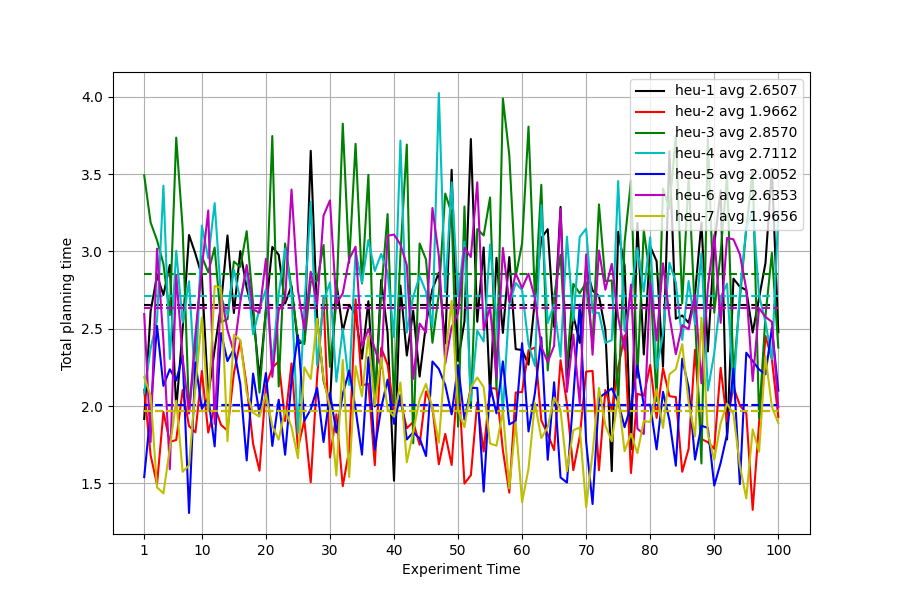 4.0
3.5
3.0
2.5
2.0
1.5
Total planning time
heu-1 avg 2.6507
heu-2 avg 1.9662
heu-3 avg 2.8570
heu-4 avg 2.7112
heu-5 avg 2.0052
heu-6 avg 2.6353
heu-7 avg 1.9656
1 10 20 30 40 50 60 70 80 90 100
Experiment Time